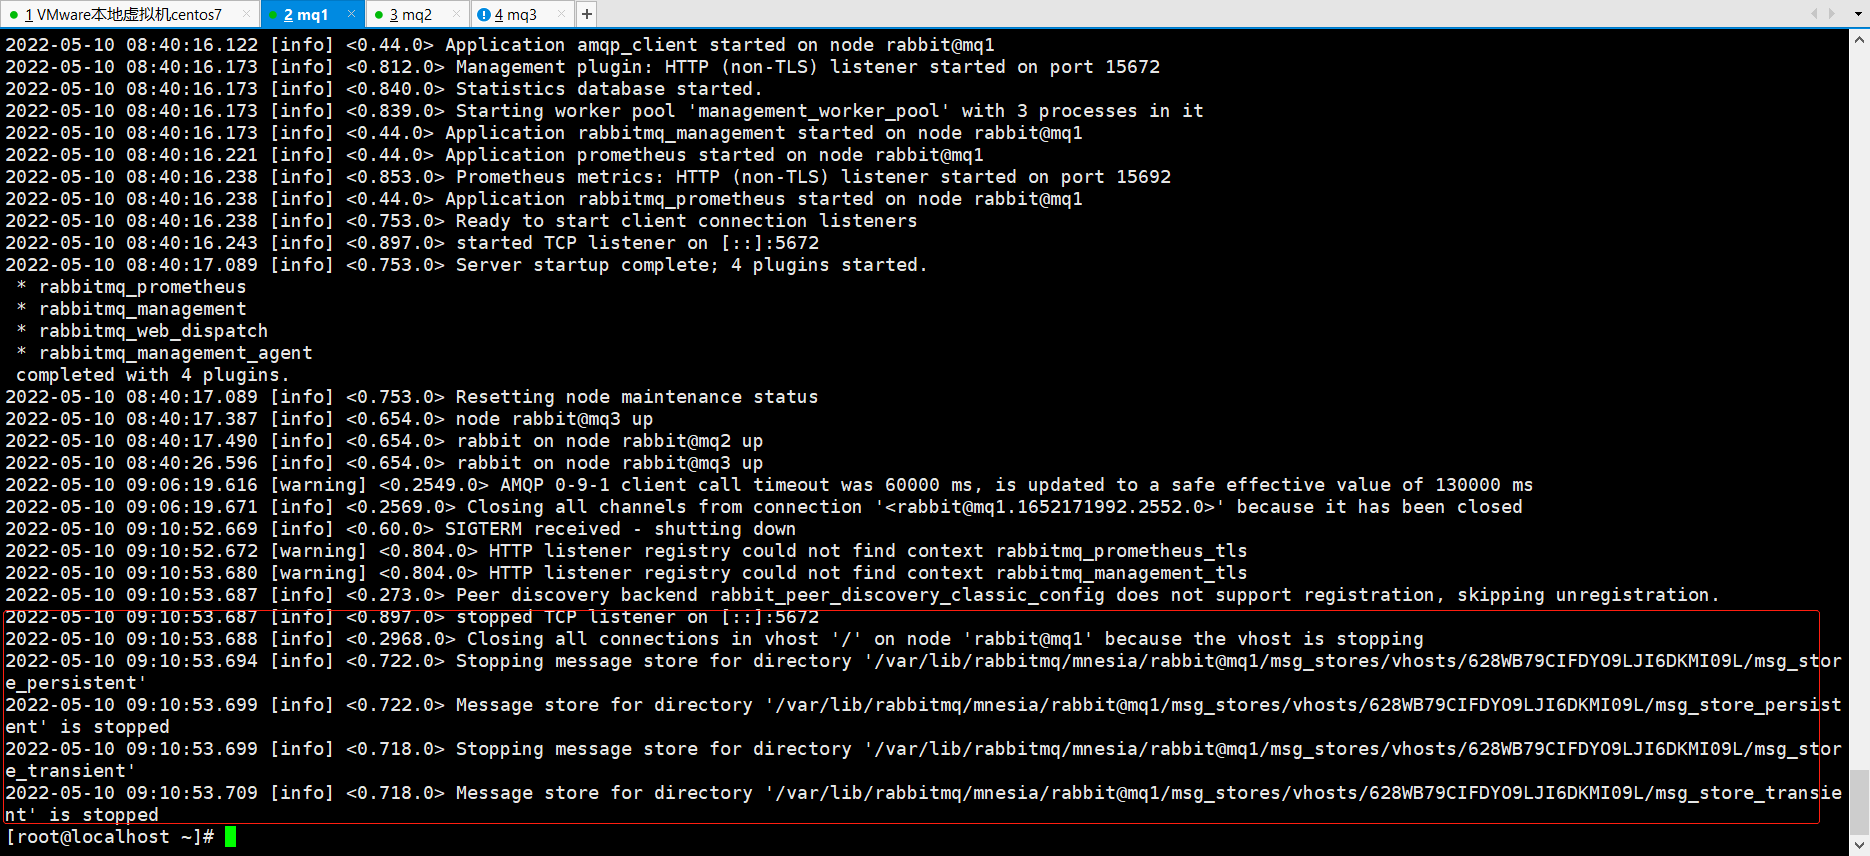 1 VMware本地虚拟机centos7 × 2 mq1 × 3 mq2 × 4 mq3 × +
2022-05-10 08:40:16.122 [info] <0.44.0> Application amqp_client started on node rabbit@mq1
2022-05-10 08:40:16.173 [info] <0.812.0> Management plugin: HTTP (non-TLS) listener started on port 15672
2022-05-10 08:40:16.173 [info] <0.840.0> Statistics database started.
2022-05-10 08:40:16.173 [info] <0.839.0> Starting worker pool 'management_worker_pool' with 3 processes in it
2022-05-10 08:40:16.173 [info] <0.44.0> Application rabbitmq_management started on node rabbit@mq1
2022-05-10 08:40:16.221 [info] <0.44.0> Application prometheus started on node rabbit@mq1
2022-05-10 08:40:16.238 [info] <0.853.0> Prometheus metrics: HTTP (non-TLS) listener started on port 15692
2022-05-10 08:40:16.238 [info] <0.44.0> Application rabbitmq_prometheus started on node rabbit@mq1
2022-05-10 08:40:16.238 [info] <0.753.0> Ready to start client connection listeners
2022-05-10 08:40:16.243 [info] <0.897.0> started TCP listener on [::]:5672
2022-05-10 08:40:17.089 [info] <0.753.0> Server startup complete; 4 plugins started.
 * rabbitmq_prometheus
 * rabbitmq_management
 * rabbitmq_web_dispatch
 * rabbitmq_management_agent
 completed with 4 plugins.
2022-05-10 08:40:17.089 [info] <0.753.0> Resetting node maintenance status
2022-05-10 08:40:17.387 [info] <0.654.0> node rabbit@mq3 up
2022-05-10 08:40:17.490 [info] <0.654.0> rabbit on node rabbit@mq2 up
2022-05-10 08:40:26.596 [info] <0.654.0> rabbit on node rabbit@mq3 up
2022-05-10 09:06:19.616 [warning] <0.2549.0> AMQP 0-9-1 client call timeout was 60000 ms, is updated to a safe effective value of 130000 ms
2022-05-10 09:06:19.671 [info] <0.2569.0> Closing all channels from connection '<rabbit@mq1.1652171992.2552.0>' because it has been closed
2022-05-10 09:10:52.669 [info] <0.60.0> SIGTERM received - shutting down
2022-05-10 09:10:52.672 [warning] <0.804.0> HTTP listener registry could not find context rabbitmq_prometheus_tls
2022-05-10 09:10:53.680 [warning] <0.804.0> HTTP listener registry could not find context rabbitmq_management_tls
2022-05-10 09:10:53.687 [info] <0.273.0> Peer discovery backend rabbit_peer_discovery_classic_config does not support registration, skipping unregistration.
2022-05-10 09:10:53.687 [info] <0.897.0> stopped TCP listener on [::]:5672
2022-05-10 09:10:53.688 [info] <0.2968.0> Closing all connections in vhost '/' on node 'rabbit@mq1' because the vhost is stopping
2022-05-10 09:10:53.694 [info] <0.722.0> Stopping message store for directory '/var/lib/rabbitmq/mnesia/rabbit@mq1/msg_stores/vhosts/628WB79CIFDYO9LJI6DKMI09L/msg_stor
e_persistent'
2022-05-10 09:10:53.699 [info] <0.722.0> Message store for directory '/var/lib/rabbitmq/mnesia/rabbit@mq1/msg_stores/vhosts/628WB79CIFDYO9LJI6DKMI09L/msg_store_persist
ent' is stopped
2022-05-10 09:10:53.699 [info] <0.718.0> Stopping message store for directory '/var/lib/rabbitmq/mnesia/rabbit@mq1/msg_stores/vhosts/628WB79CIFDYO9LJI6DKMI09L/msg_stor
e_transient'
2022-05-10 09:10:53.709 [info] <0.718.0> Message store for directory '/var/lib/rabbitmq/mnesia/rabbit@mq1/msg_stores/vhosts/628WB79CIFDYO9LJI6DKMI09L/msg_store_transie
nt' is stopped
[root@localhost ~]#